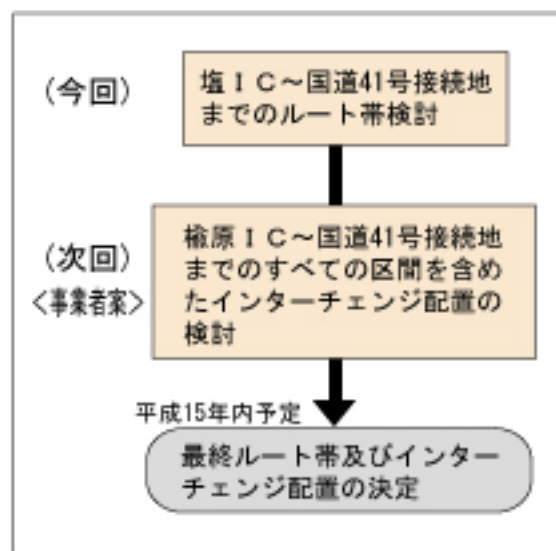 (今回)
塩IC～国道41号接続地
までのルート帯検討
(次回)
<事業者案>
楡原IC～国道41号接続地
までのすべての区間を含め
たインターチェンジ配置の
検討
平成15年内予定
最終ルート帯及びインター
チェンジ配置の決定